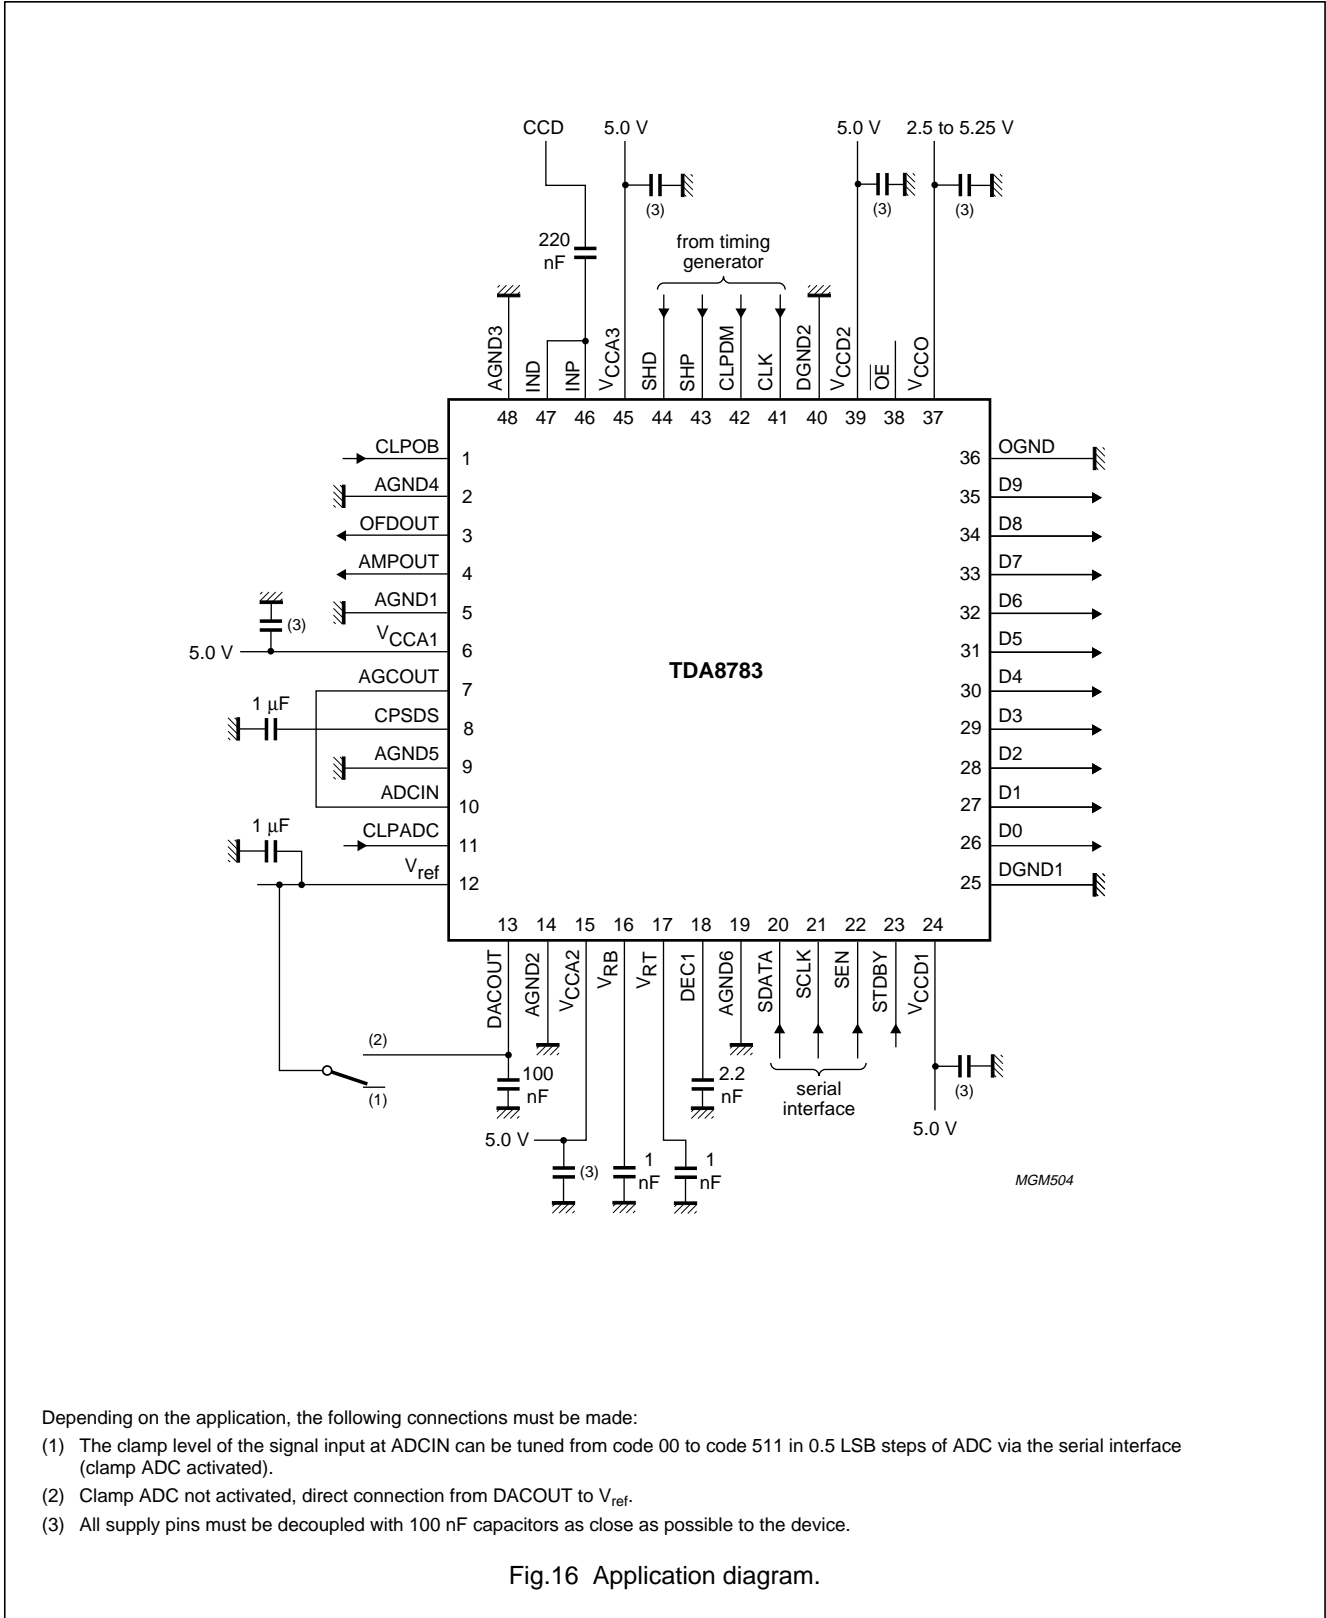 CCD
5.0 V
5.0 V
2.5 to 5.25 V
(3)
(3)
(3)
220
nF
from timing
generator
AGND3
IND
INP
VCCA3
SHD
SHP
CLPDM
CLK
DGND2
VCCD2
OE
VCCO
48
47
46
45
44
43
42
41
40
39
38
37
CLPOB
1
AGND4
2
OFDOUT
3
AMPOUT
4
AGND1
5
(3)
5.0 V
VCCA1
6
AGCOUT
7
1 μF
CPSDS
8
AGND5
9
ADCIN
10
1 μF
CLPADC
11
Vref
12
TDA8783
36
OGND
35
D9
34
D8
33
D7
32
D6
31
D5
30
D4
29
D3
28
D2
27
D1
26
D0
25
DGND1
13
14
15
16
17
18
19
20
21
22
23
24
DACOUT
AGND2
VCCA2
VRB
VRT
DEC1
AGND6
SDATA
SCLK
SEN
STDBY
VCCD1
(2)
(1)
100
nF
2.2
nF
serial
interface
(3)
5.0 V
5.0 V
(3)
1
nF
1
nF
MGM504
Depending on the application, the following connections must be made:
(1) The clamp level of the signal input at ADCIN can be tuned from code 00 to code 511 in 0.5 LSB steps of ADC via the serial interface
(clamp ADC activated).
(2) Clamp ADC not activated, direct connection from DACOUT to Vref.
(3) All supply pins must be decoupled with 100 nF capacitors as close as possible to the device.
Fig.16 Application diagram.